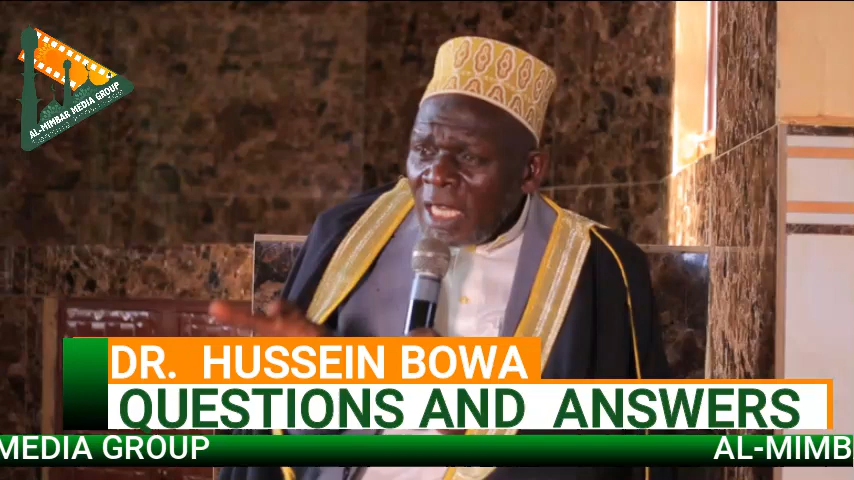 AL-MIMBAR MEDIA GROUP
DR. HUSSEIN BOWA
QUESTIONS AND ANSWERS
MEDIA GROUP AL-MIMB